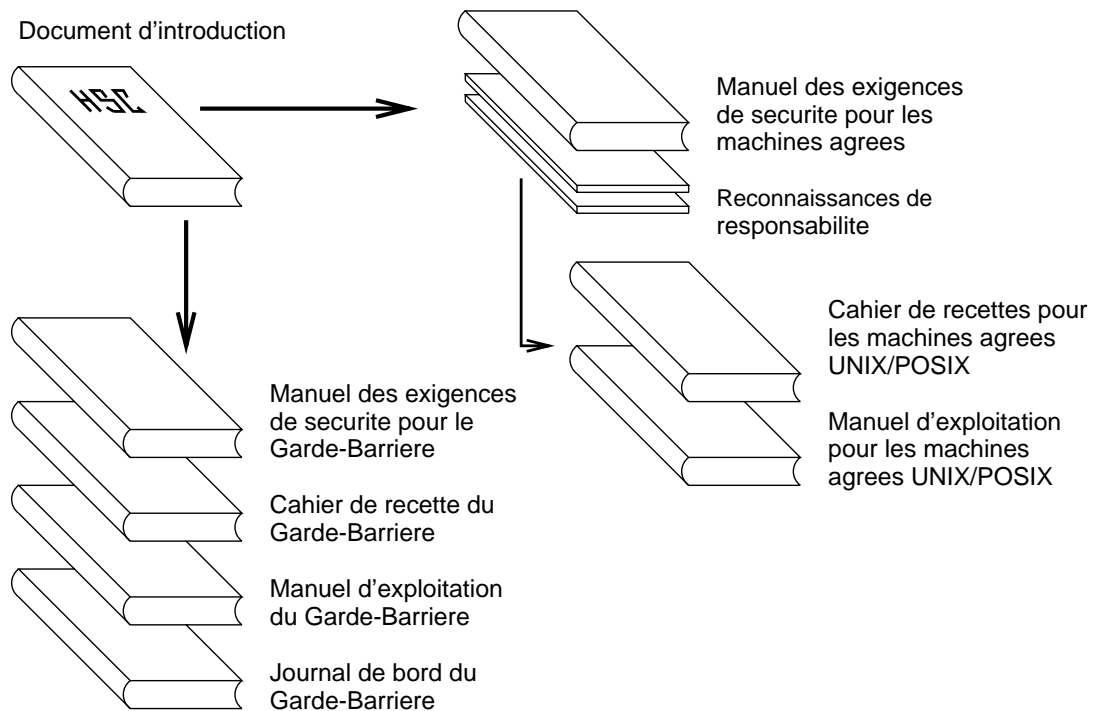 Document d'introduction
HSC
Manuel des exigences
de securite pour les
machines agrees
Reconnaissances de
responsabilite
Cahier de recettes pour
les machines agrees
UNIX/POSIX
Manuel d'exploitation
pour les machines
agrees UNIX/POSIX
Manuel des exigences
de securite pour le
Garde-Barriere
Cahier de recette du
Garde-Barriere
Manuel d'exploitation
du Garde-Barriere
Journal de bord du
Garde-Barriere